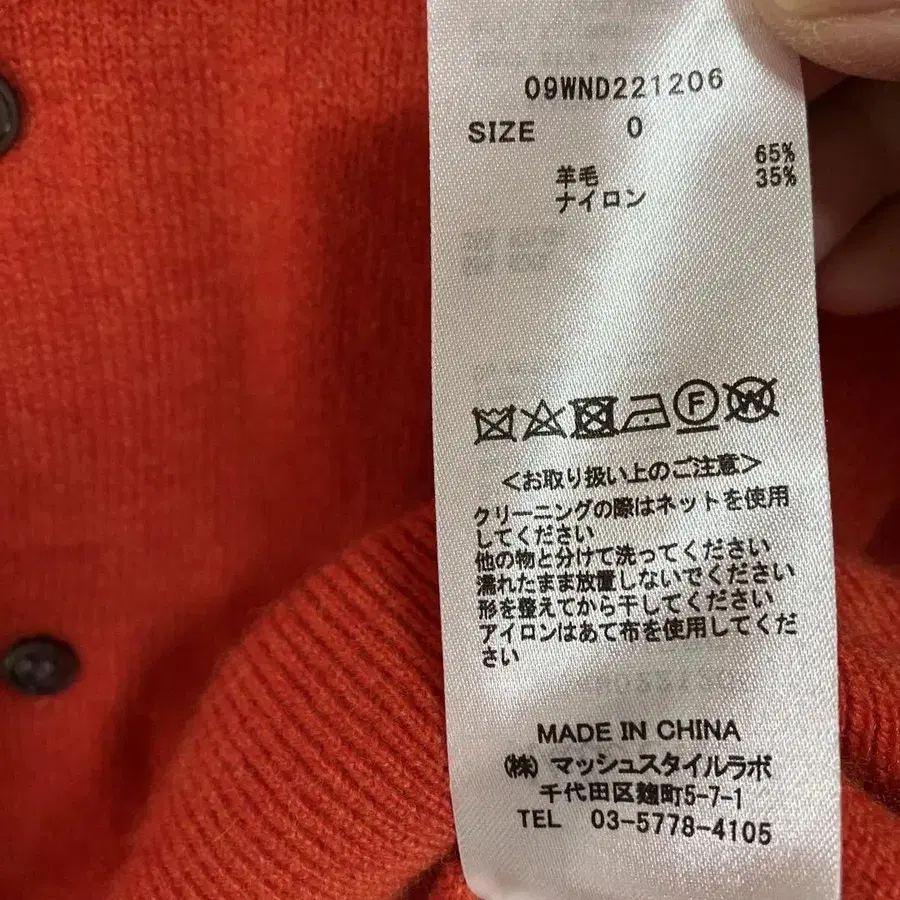 09WND221206
SIZE 0
65%
羊毛 35%
ナイロン
F W
<お取り扱い上のご注意>
クリーニングの際はネットを使用
してください
他の物と分けて洗ってください
濡れたまま放置しないでください
形を整えてから干してください
アイロンはあて布を使用してくだ
さい
MADE IN CHINA
(株) マッシュスタイルラボ
千代田区麹町5-7-1
TEL 03-5778-4105